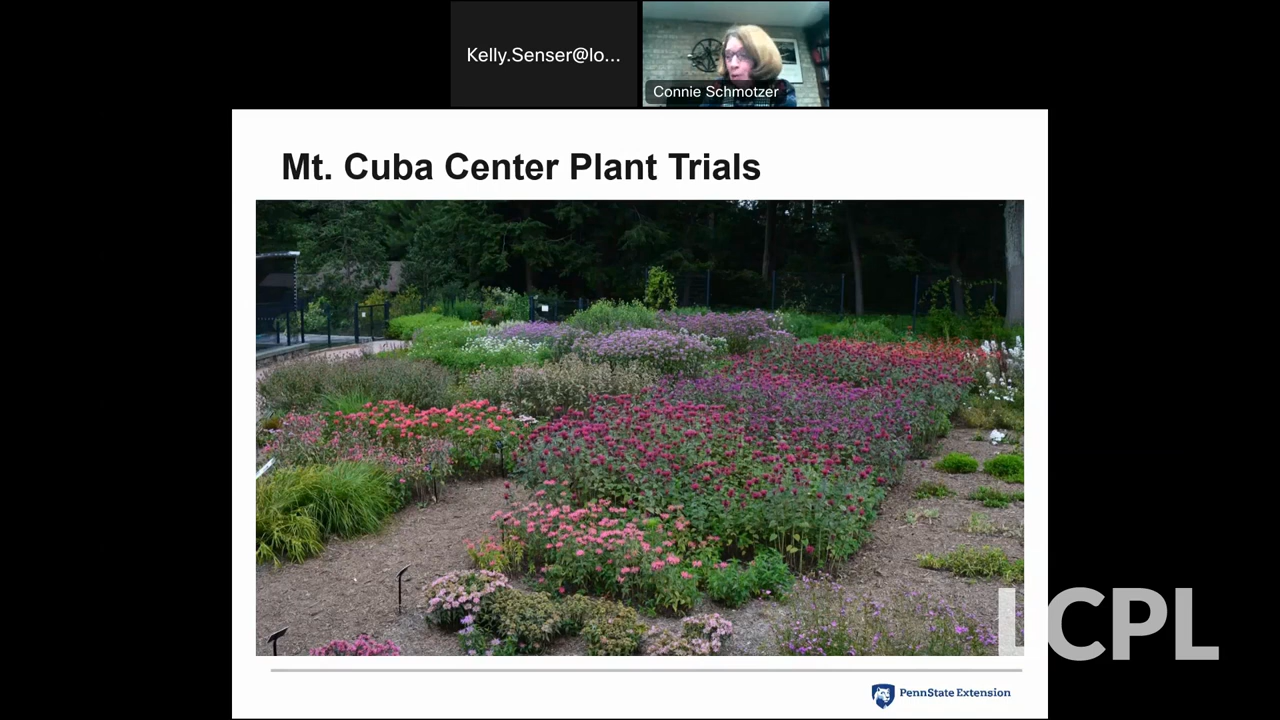 Kelly.Senser@lo...
Connie Schmotzer
Mt. Cuba Center Plant Trials
LCPL
PennState Extension